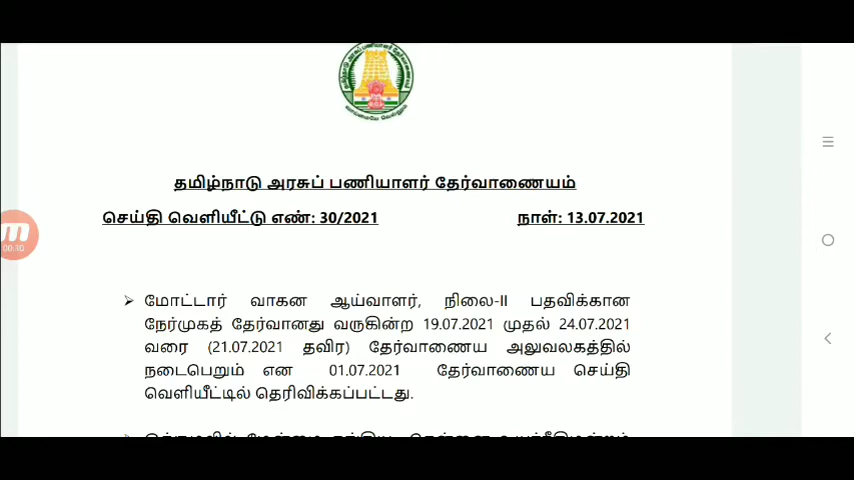 தமிழ்நாடு அரசுப் பணியாளர் தேர்வாணையம்
செய்தி வெளியீட்டு எண்: 30/2021 நாள்: 13.07.2021
00:10
➢ மோட்டார் வாகன ஆய்வாளர், நிலை-II பதவிக்கான
நேர்முகத் தேர்வானது வருகின்ற 19.07.2021 முதல் 24.07.2021
வரை (21.07.2021 தவிர) தேர்வாணைய அலுவலகத்தில்
நடைபெறும் என 01.07.2021 தேர்வாணைய செய்தி
வெளியீட்டில் தெரிவிக்கப்பட்டது.